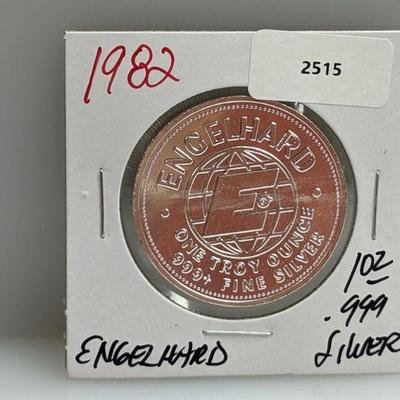 1982
2515
ENGELHARD
E
ONE TROY OUNCE
999+ FINE SILVER
1OZ
.999
SILVER
ENGELHARD